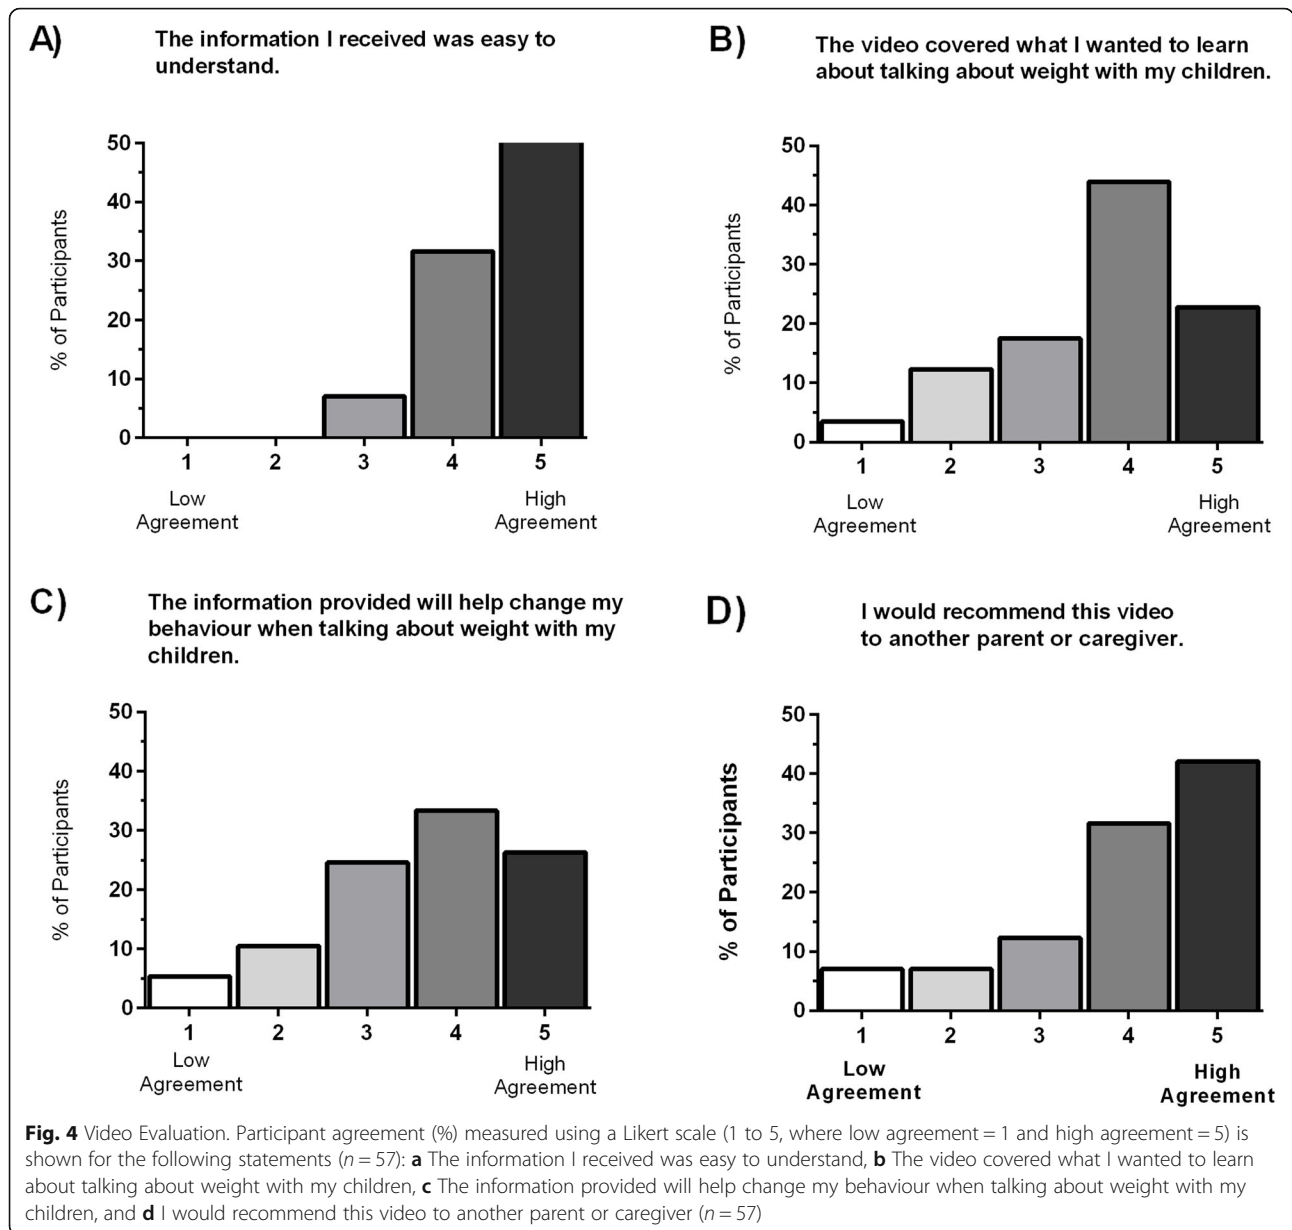 A)
The information I received was easy to
understand.
% of Participants
50
40
30
20
10
0
1
2
3
4
5
Low
Agreement
High
Agreement
B)
The video covered what I wanted to learn
about talking about weight with my children.
% of Participants
50
40
30
20
10
0
1
2
3
4
5
Low
Agreement
High
Agreement
C)
The information provided will help change my
behaviour when talking about weight with my
children.
% of Participants
50
40
30
20
10
0
1
2
3
4
5
Low
Agreement
High
Agreement
D)
I would recommend this video
to another parent or caregiver.
% of Participants
50
40
30
20
10
0
1
2
3
4
5
Low
Agreement
High
Agreement
Fig. 4 Video Evaluation. Participant agreement (%) measured using a Likert scale (1 to 5, where low agreement = 1 and high agreement = 5) is
shown for the following statements (n = 57): a The information I received was easy to understand, b The video covered what I wanted to learn
about talking about weight with my children, c The information provided will help change my behaviour when talking about weight with my
children, and d I would recommend this video to another parent or caregiver (n = 57)